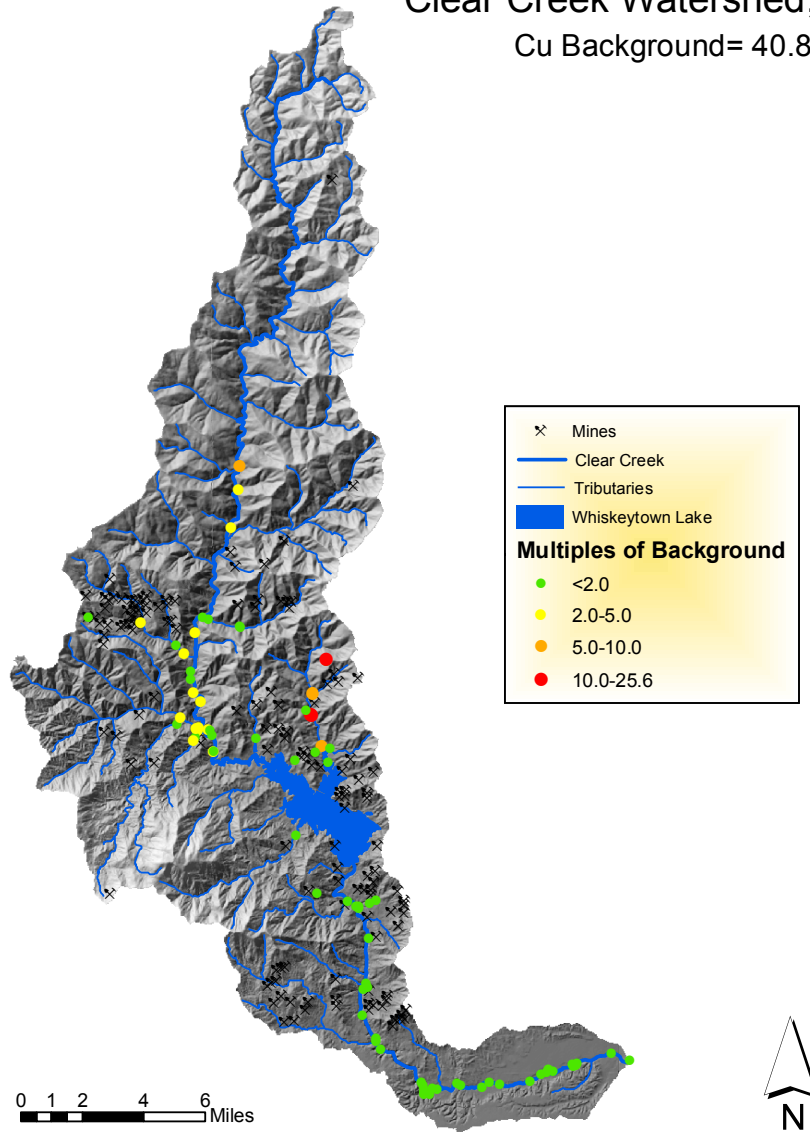 Clear Creek Watershed,
Cu Background= 40.8
Mines
Clear Creek
Tributaries
Whiskeytown Lake
Multiples of Background
<2.0
2.0-5.0
5.0-10.0
10.0-25.6
0 1 2 4 6
Miles
N